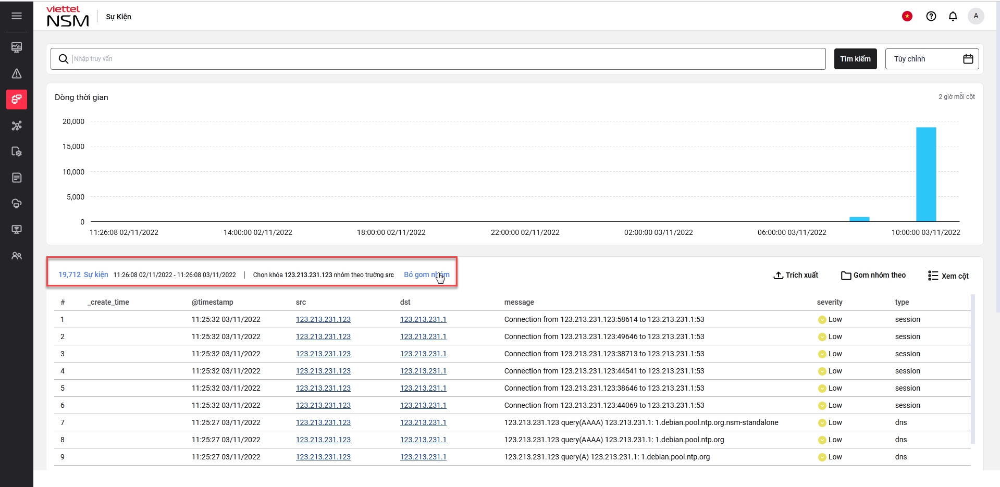 viettel
NSM
Sự Kiện
A
Nhập truy vấn
Tìm kiếm
Tùy chỉnh
Dòng thời gian
2 giờ mỗi cột
20,000
15,000
10,000
5,000
0
11:26:08 02/11/2022
14:00:00 02/11/2022
18:00:00 02/11/2022
22:00:00 02/11/2022
02:00:00 03/11/2022
06:00:00 03/11/2022
10:00:00 03/11/2022
19,712 Sự kiện 11:26:08 02/11/2022 - 11:26:08 03/11/2022 | Chọn khóa 123.213.231.123 nhóm theo trường src Bỏ gom nhóm
Trích xuất
Gom nhóm theo
Xem cột
# _create_time @timestamp src dst message severity type
1 11:25:32 03/11/2022 123.213.231.123 123.213.231.1 Connection from 123.213.231.123:58614 to 123.213.231.1:53 Low session
2 11:25:32 03/11/2022 123.213.231.123 123.213.231.1 Connection from 123.213.231.123:49646 to 123.213.231.1:53 Low session
3 11:25:32 03/11/2022 123.213.231.123 123.213.231.1 Connection from 123.213.231.123:38713 to 123.213.231.1:53 Low session
4 11:25:32 03/11/2022 123.213.231.123 123.213.231.1 Connection from 123.213.231.123:44541 to 123.213.231.1:53 Low session
5 11:25:32 03/11/2022 123.213.231.123 123.213.231.1 Connection from 123.213.231.123:38646 to 123.213.231.1:53 Low session
6 11:25:32 03/11/2022 123.213.231.123 123.213.231.1 Connection from 123.213.231.123:44069 to 123.213.231.1:53 Low session
7 11:25:27 03/11/2022 123.213.231.123 123.213.231.1 123.213.231.123 query(AAAA) 123.213.231.1: 1.debian.pool.ntp.org.nsm-standalone Low dns
8 11:25:27 03/11/2022 123.213.231.123 123.213.231.1 123.213.231.123 query(AAAA) 123.213.231.1: 1.debian.pool.ntp.org Low dns
9 11:25:27 03/11/2022 123.213.231.123 123.213.231.1 123.213.231.123 query(A) 123.213.231.1: 1.debian.pool.ntp.org Low dns